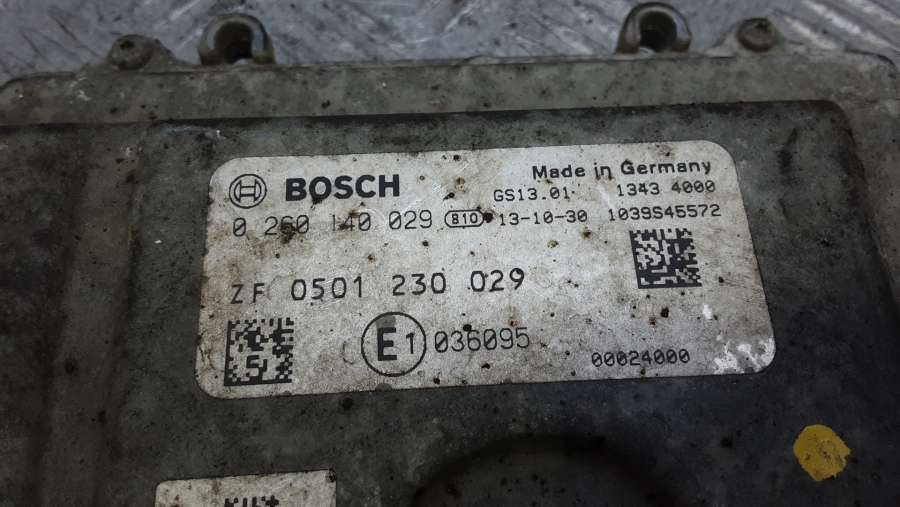 BOSCH
Made in Germany
GS13.01 1343 4000
0 260 140 029 810 13-10-30 1039S45572
ZF 0501 230 029
E1 036095
00024000